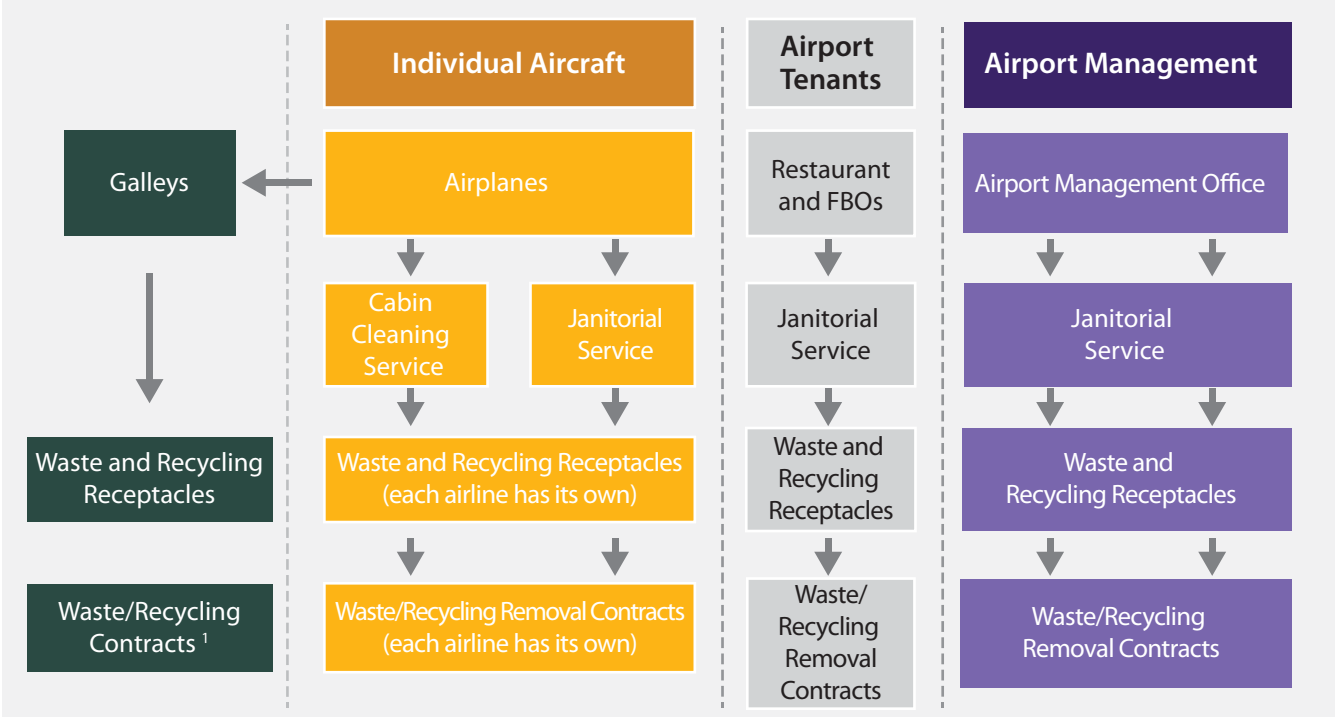 Individual Aircraft
Airport
Tenants
Airport Management
Galleys
Airplanes
Restaurant
and FBOs
Airport Management Office
Cabin
Cleaning
Service
Janitorial
Service
Janitorial
Service
Janitorial
Service
Waste and Recycling
Receptacles
Waste and Recycling Receptacles
(each airline has its own)
Waste and
Recycling
Receptacles
Waste and
Recycling Receptacles
Waste/Recycling
Contracts ¹
Waste/Recycling Removal Contracts
(each airline has its own)
Waste/
Recycling
Removal
Contracts
Waste/Recycling
Removal Contracts